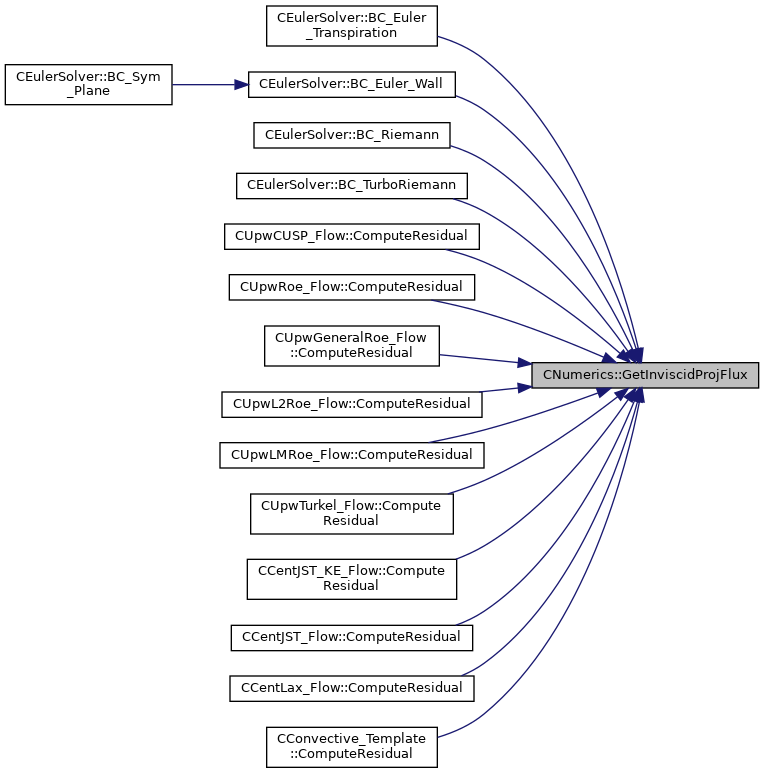 CEulerSolver::BC_Euler
_Transpiration
CEulerSolver::BC_Sym
_Plane
CEulerSolver::BC_Euler_Wall
CEulerSolver::BC_Riemann
CEulerSolver::BC_TurboRiemann
CUpwCUSP_Flow::ComputeResidual
CUpwRoe_Flow::ComputeResidual
CUpwGeneralRoe_Flow
::ComputeResidual
CNumerics::GetInviscidProjFlux
CUpwL2Roe_Flow::ComputeResidual
CUpwLMRoe_Flow::ComputeResidual
CUpwTurkel_Flow::Compute
Residual
CCentJST_KE_Flow::Compute
Residual
CCentJST_Flow::ComputeResidual
CCentLax_Flow::ComputeResidual
CConvective_Template
::ComputeResidual